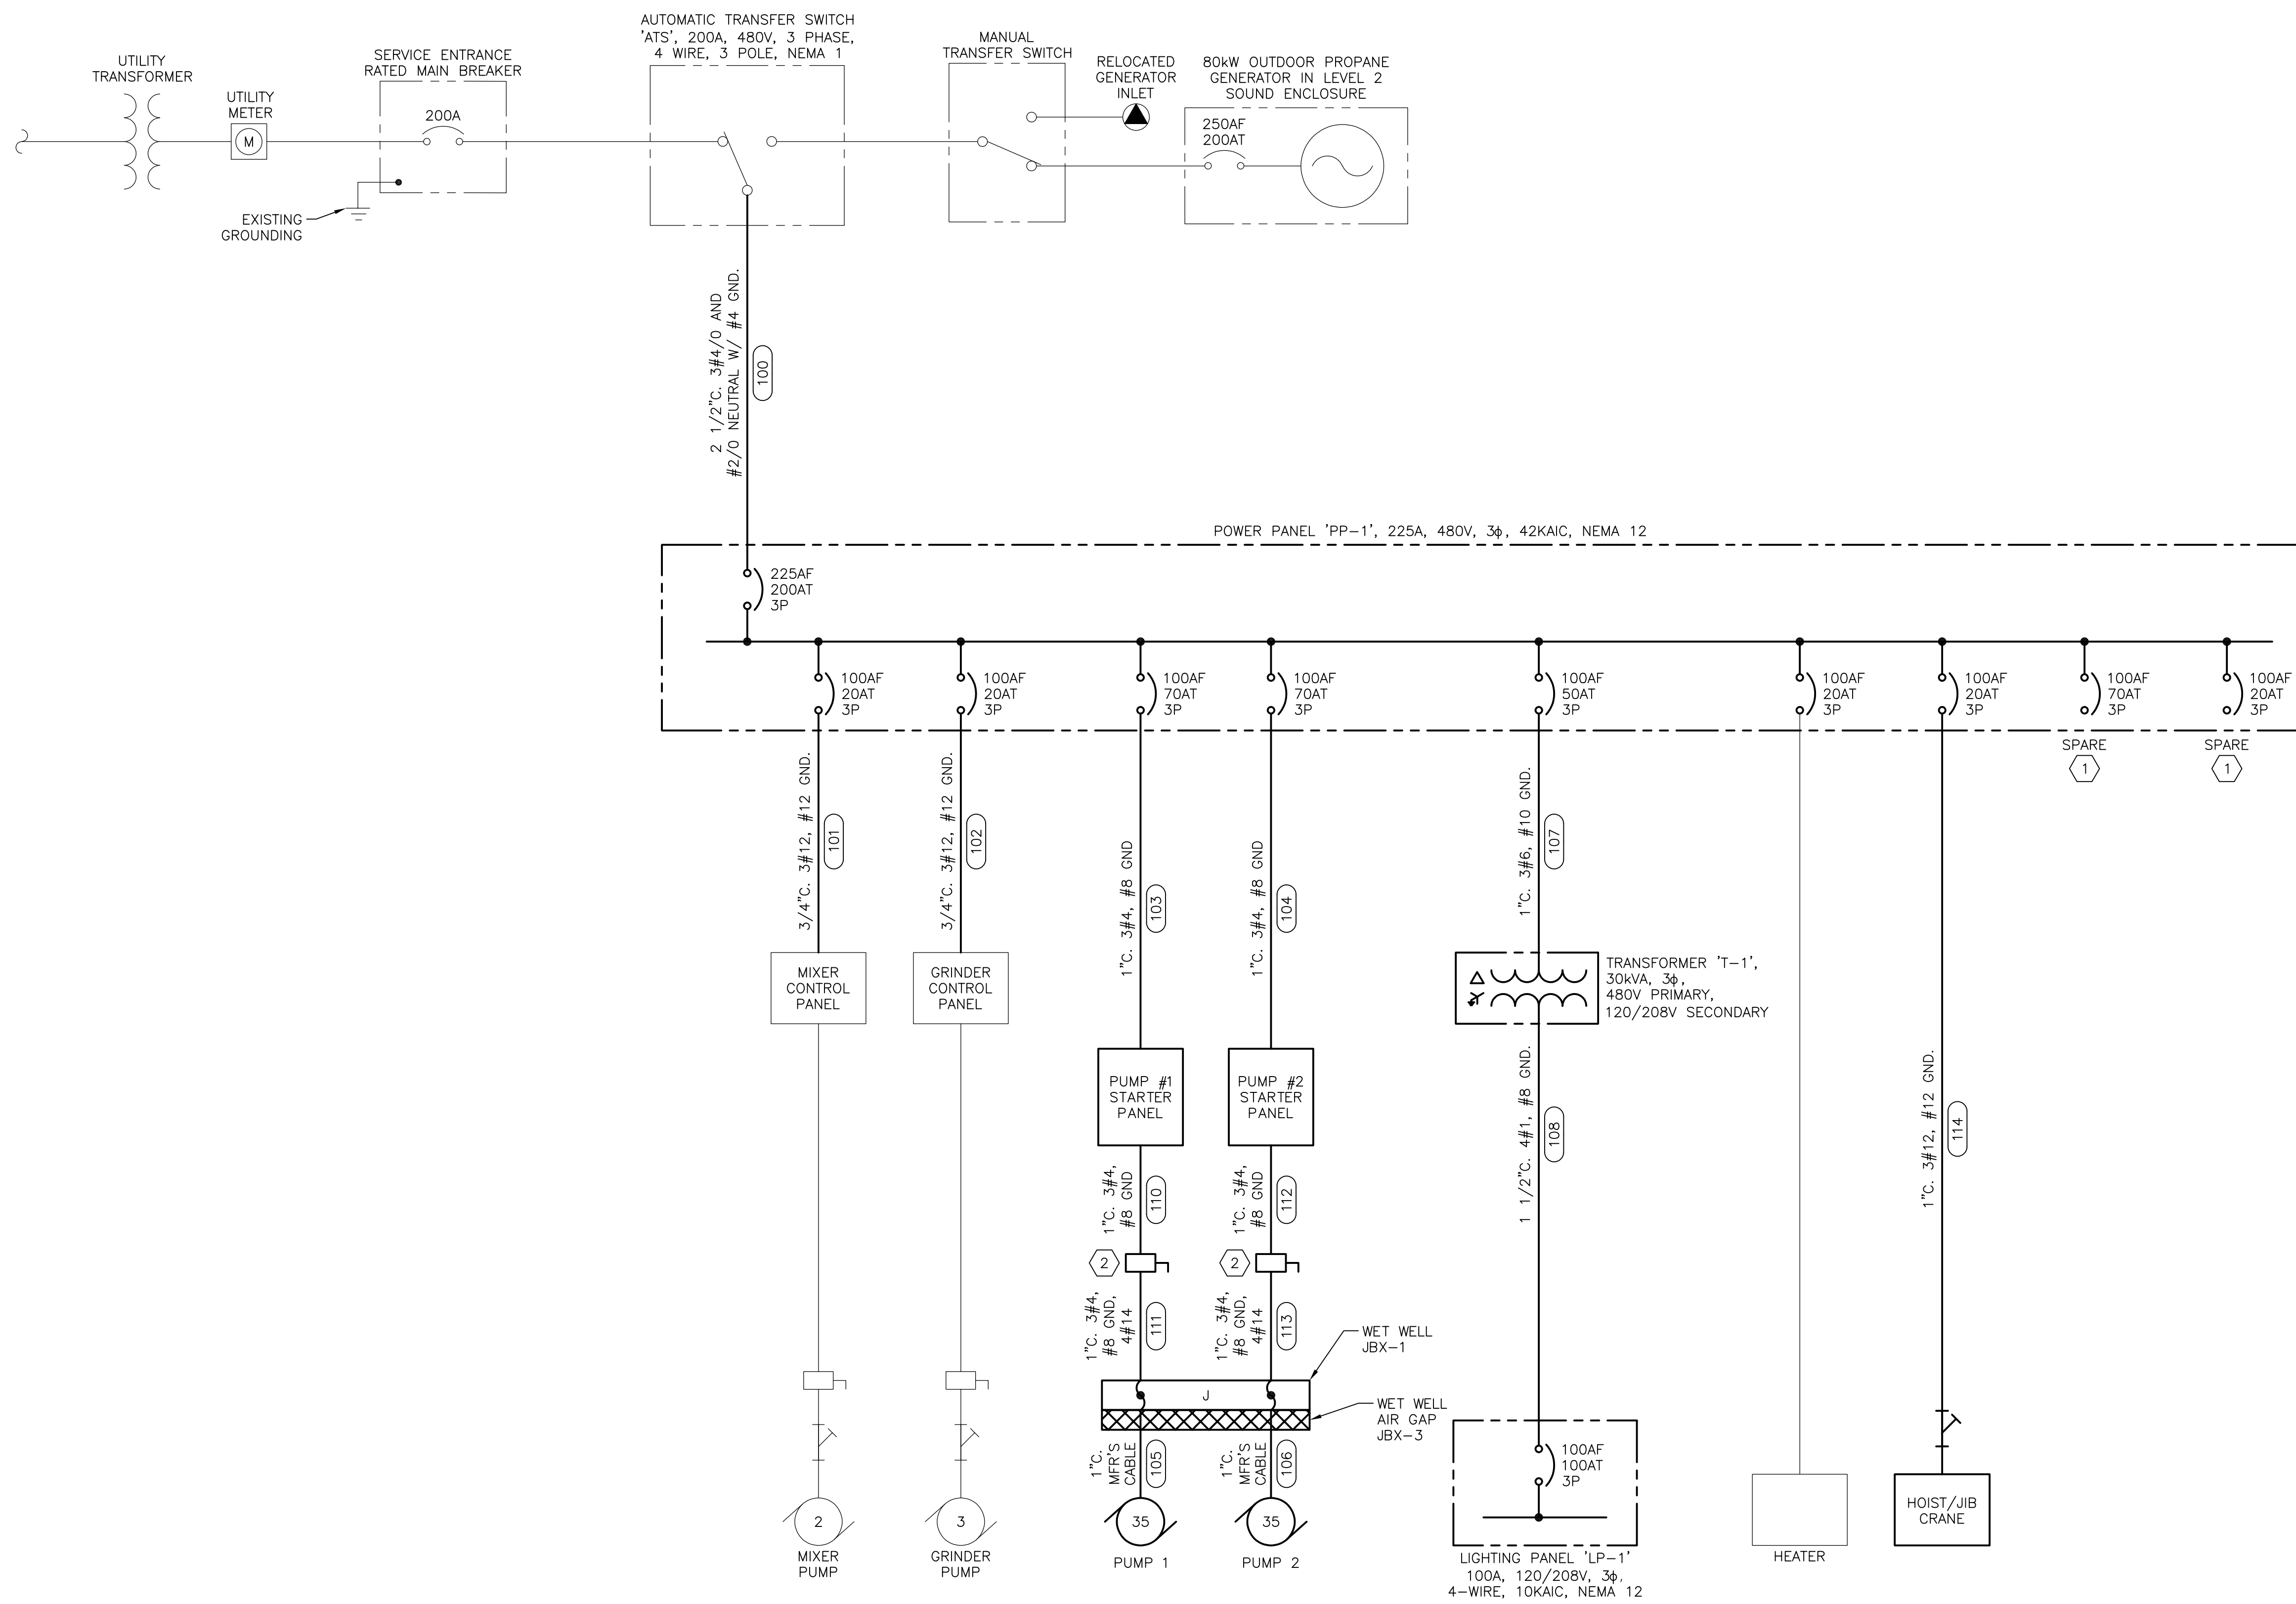 UTILITY
TRANSFORMER
UTILITY
METER
M
SERVICE ENTRANCE
RATED MAIN BREAKER
200A
EXISTING
GROUNDING
AUTOMATIC TRANSFER SWITCH
'ATS', 200A, 480V, 3 PHASE,
4 WIRE, 3 POLE, NEMA 1
MANUAL
TRANSFER SWITCH
RELOCATED
GENERATOR
INLET
80kW OUTDOOR PROPANE
GENERATOR IN LEVEL 2
SOUND ENCLOSURE
250AF
200AT
2 1/2"C. 3#4/0 AND
#2/0 NEUTRAL W/ #4 GND.
100
POWER PANEL 'PP-1', 225A, 480V, 3ϕ, 42KAIC, NEMA 12
225AF
200AT
3P
100AF
20AT
3P
100AF
20AT
3P
100AF
70AT
3P
100AF
70AT
3P
100AF
50AT
3P
100AF
20AT
3P
100AF
20AT
3P
100AF
70AT
3P
100AF
20AT
3P
SPARE
1
SPARE
1
3/4"C. 3#12, #12 GND.
101
3/4"C. 3#12, #12 GND.
102
1"C. 3#4, #8 GND
103
1"C. 3#4, #8 GND
104
1"C. 3#6, #10 GND.
107
MIXER
CONTROL
PANEL
GRINDER
CONTROL
PANEL
TRANSFORMER 'T-1',
30kVA, 3ϕ,
480V PRIMARY,
120/208V SECONDARY
PUMP #1
STARTER
PANEL
PUMP #2
STARTER
PANEL
1 1/2"C. 4#1, #8 GND.
108
1"C. 3#12, #12 GND.
114
1"C. 3#4,
#8 GND
110
1"C. 3#4,
#8 GND
112
2
2
1"C. 3#4,
#8 GND,
4#14
111
1"C. 3#4,
#8 GND,
4#14
113
WET WELL
JBX-1
J
WET WELL
AIR GAP
JBX-3
1"C.
MFR'S
CABLE
105
1"C.
MFR'S
CABLE
106
100AF
100AT
3P
2
MIXER
PUMP
3
GRINDER
PUMP
35
PUMP 1
35
PUMP 2
LIGHTING PANEL 'LP-1'
100A, 120/208V, 3ϕ,
4-WIRE, 10KAIC, NEMA 12
HEATER
HOIST/JIB
CRANE